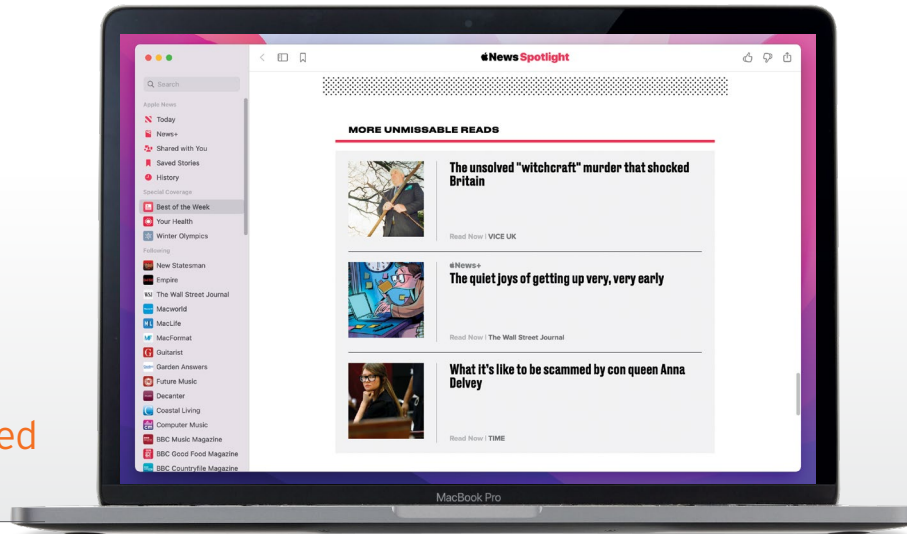 News Spotlight
Search
Apple News
Today
News+
Shared with You
Saved Stories
History
Special Coverage
Best of the Week
Your Health
Winter Olympics
Following
New Statesman
Empire
The Wall Street Journal
Macworld
MacLife
MacFormat
Guitarist
Garden Answers
Future Music
Decanter
Coastal Living
Computer Music
BBC Music Magazine
BBC Good Food Magazine
BBC Countryfile Magazine
MORE UNMISSABLE READS
The unsolved "witchcraft" murder that shocked
Britain
Read Now | VICE UK
News+
The quiet joys of getting up very, very early
Read Now | The Wall Street Journal
What it's like to be scammed by con queen Anna
Delvey
Read Now | TIME
ed
MacBook Pro